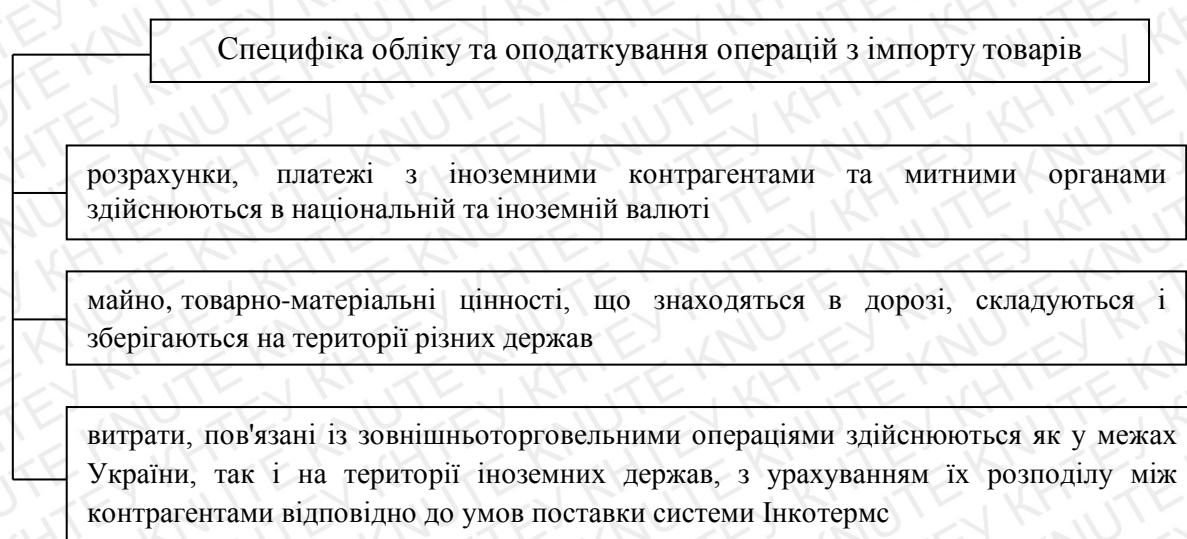 Специфіка обліку та оподаткування операцій з імпорту товарів
розрахунки, платежі з іноземними контрагентами та митними органами
здійснюються в національній та іноземній валюті
майно, товарно-матеріальні цінності, що знаходяться в дорозі, складуються і
зберігаються на території різних держав
витрати, пов'язані із зовнішньоторговельними операціями здійснюються як у межах
України, так і на території іноземних держав, з урахуванням їх розподілу між
контрагентами відповідно до умов поставки системи Інкотермс